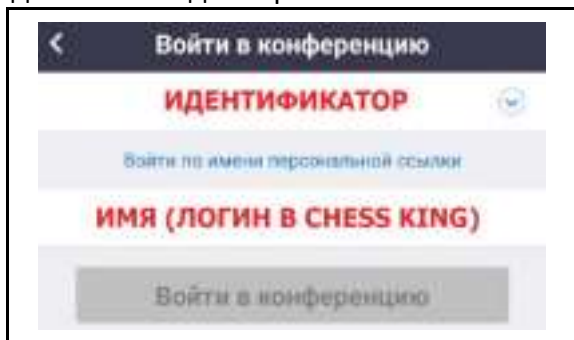 Войти в конференцию
ИДЕНТИФИКАТОР
Войти по имени персональной ссылки
ИМЯ (ЛОГИН В CHESS KING)
Войти в конференцию